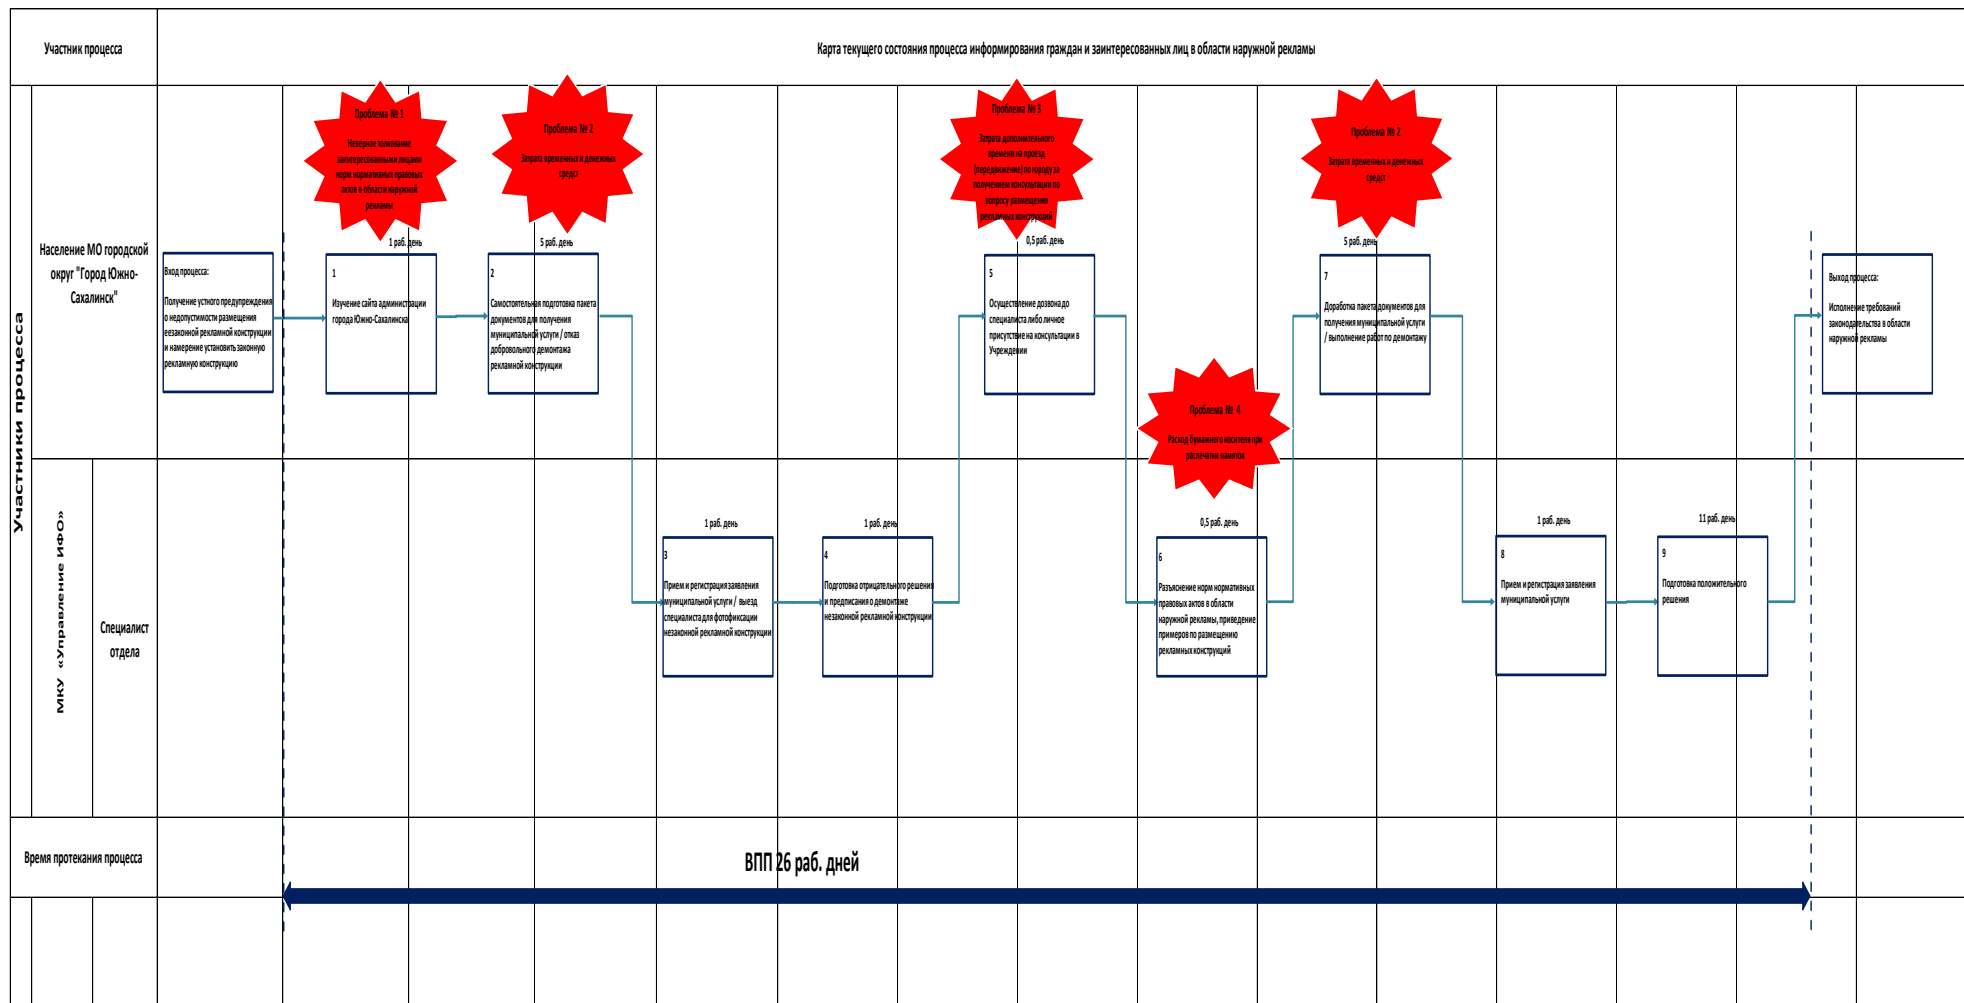 Участник процесса
Карта текущего состояния процесса информирования граждан и заинтересованных лиц в области наружной рекламы
Участники процесса
Население МО городской
округ "Город Южно-
Сахалинск"
Вход процесса:
Получение устного предупреждения
о недопустимости размещения
еезаконной рекламной конструкции
и намерение установить законную
рекламную конструкцию
Проблема № 1
Неверное толкование
заинтересованными лицами
норм нормативных правовых
актов в области наружной
рекламы
1 раб. день
1
Изучение сайта администрации
города Южно-Сахалинска
Проблема № 2
Затрата временных и денежных
средст
5 раб. день
2
Самостоятельная подготовка пакета
документов для получения
муниципальной услуги / отказ
добровольного демонтажа
рекламной конструкции
Проблема № 3
Затрата дополнительного
времени на проезд
(передвижение) по городу за
получением консультации по
вопросу размещения
рекламных конструкций
0,5 раб. день
5
Осуществление дозвона до
специалиста либо личное
присутствие на консультации в
Учреждении
Проблема № 2
Затрата временных и денежных
средст
5 раб. день
7
Доработка пакета документов для
получения муниципальной услуги
/ выполнение работ по демонтажу
Выход процесса:
Исполнение требований
законодательства в области
наружной рекламы
Проблема № 4
Расход бумажного носителя при
распечатки памяток
МКУ «Управление ИФО»
Специалист
отдела
1 раб. день
3
Прием и регистрация заявления
муниципальной услуги / выезд
специалиста для фотофиксации
незаконной рекламной конструкции
1 раб. день
4
Подготовка отрицательного решения
и предписания о демонтаже
незаконной рекламной конструкции
0,5 раб. день
6
Разъяснение норм нормативных
правовых актов в области
наружной рекламы, приведение
примеров по размещению
рекламных конструкций
1 раб. день
8
Прием и регистрация заявления
муниципальной услуги
11 раб. день
9
Подготовка положительного
решения
Время протекания процесса
ВПП 26 раб. дней